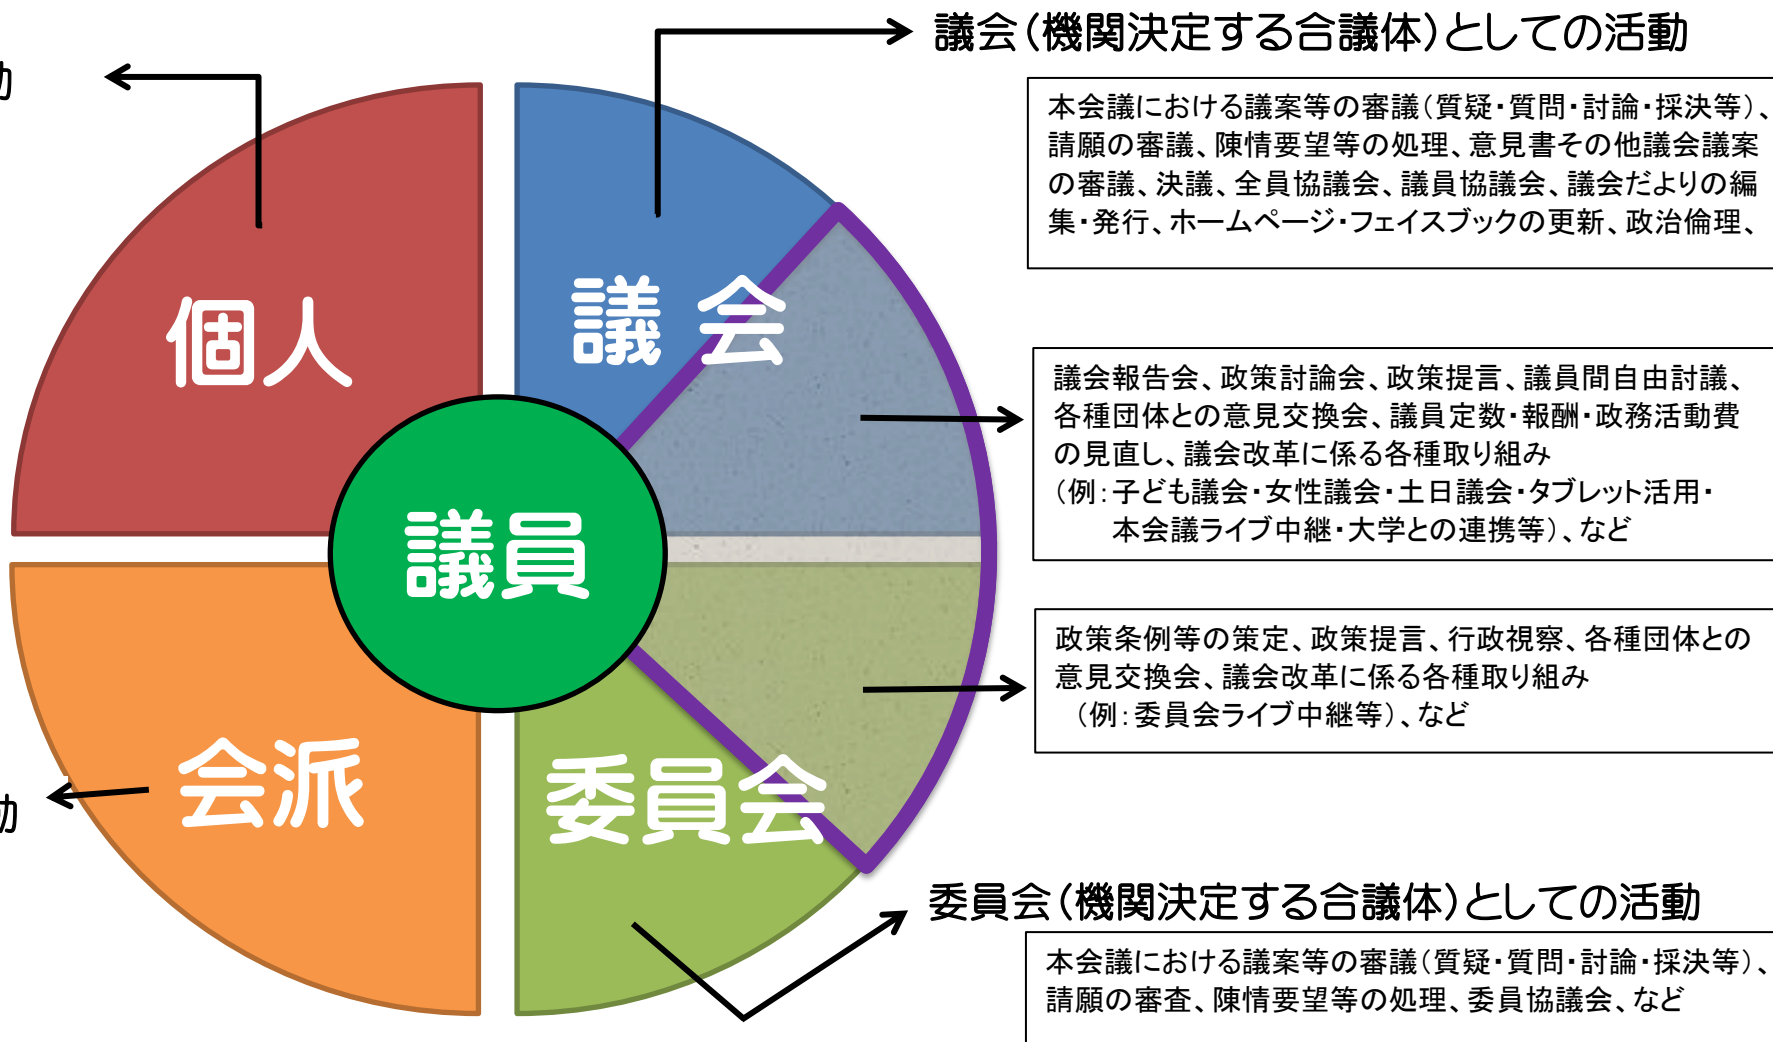 議会（機関決定する合議体）としての活動
動
本会議における議案等の審議（質疑・質問・討論・採決等）、
請願の審議、陳情要望等の処理、意見書その他議会議案
の審議、決議、全員協議会、議員協議会、議会だよりの編
集・発行、ホームページ・フェイスブックの更新、政治倫理、
個人
議 会
議会報告会、政策討論会、政策提言、議員間自由討議、
各種団体との意見交換会、議員定数・報酬・政務活動費
の見直し、議会改革に係る各種取り組み
（例：子ども議会・女性議会・土日議会・タブレット活用・
本会議ライブ中継・大学との連携等）、など
議員
政策条例等の策定、政策提言、行政視察、各種団体との
意見交換会、議会改革に係る各種取り組み
（例：委員会ライブ中継等）、など
会派
委員会
動
委員会（機関決定する合議体）としての活動
本会議における議案等の審議（質疑・質問・討論・採決等）、
請願の審査、陳情要望等の処理、委員協議会、など